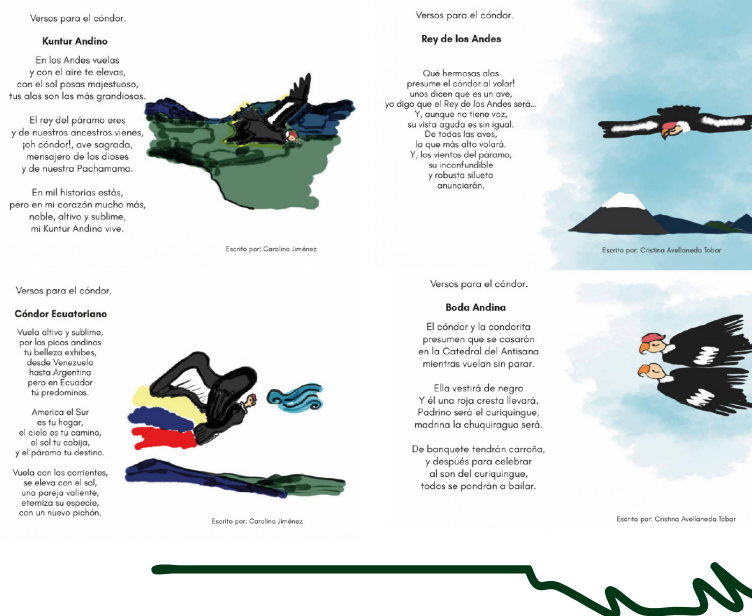 Versos para el cóndor.
Kuntur Andino
En los Andes vuelas
y con el aire te elevas,
con el sol posas majestuoso,
tus alas son las más grandiosas.
El rey del páramo eres
y de nuestros ancestros vienes,
¡oh cóndor!, ave sagrada,
mensajero de los dioses
y de nuestra Pachamama.
En mil historias estás,
pero en mi corazón mucho más,
noble, altivo y sublime,
mi Kuntur Andino vive.
Escrito por: Carolina Jiménez
Versos para el cóndor.
Rey de los Andes
Qué hermosas alas
presume el cóndor al volar!
unos dicen que es un ave,
yo digo que el Rey de los Andes será...
Y, aunque no tiene voz,
su vista aguda es sin igual.
De todas las aves,
la que más alto volará.
Y, los vientos del páramo,
su inconfundible
y robusta silueta
anunciarán.
Escrito por: Cristina Avellaneda Tobar
Versos para el cóndor.
Cóndor Ecuatoriano
Vuela altivo y sublime,
por los picos andinos
tu belleza exhibes,
desde Venezuela
hasta Argentina
pero en Ecuador
tú predominas.
America el Sur
es tu hogar,
el cielo es tu camino,
el sol tu cobija,
y el páramo tu destino.
Vuela con las corrientes,
se eleva con el sol,
una pareja valiente,
eterniza su especie,
con un nuevo pichón.
Escrito por: Carolina Jiménez
Versos para el cóndor.
Boda Andina
El cóndor y la condorita
presumen que se casarán
en la Catedral del Antisana
mientras vuelan sin parar.
Ella vestirá de negro
Y él una roja cresta llevará.
Padrino será el curiquingue,
madrina la chuquiragua será.
De banquete tendrán carroña,
y después para celebrar
al son del curiquingue,
todos se pondrán a bailar.
Escrito por: Cristina Avellaneda Tobar